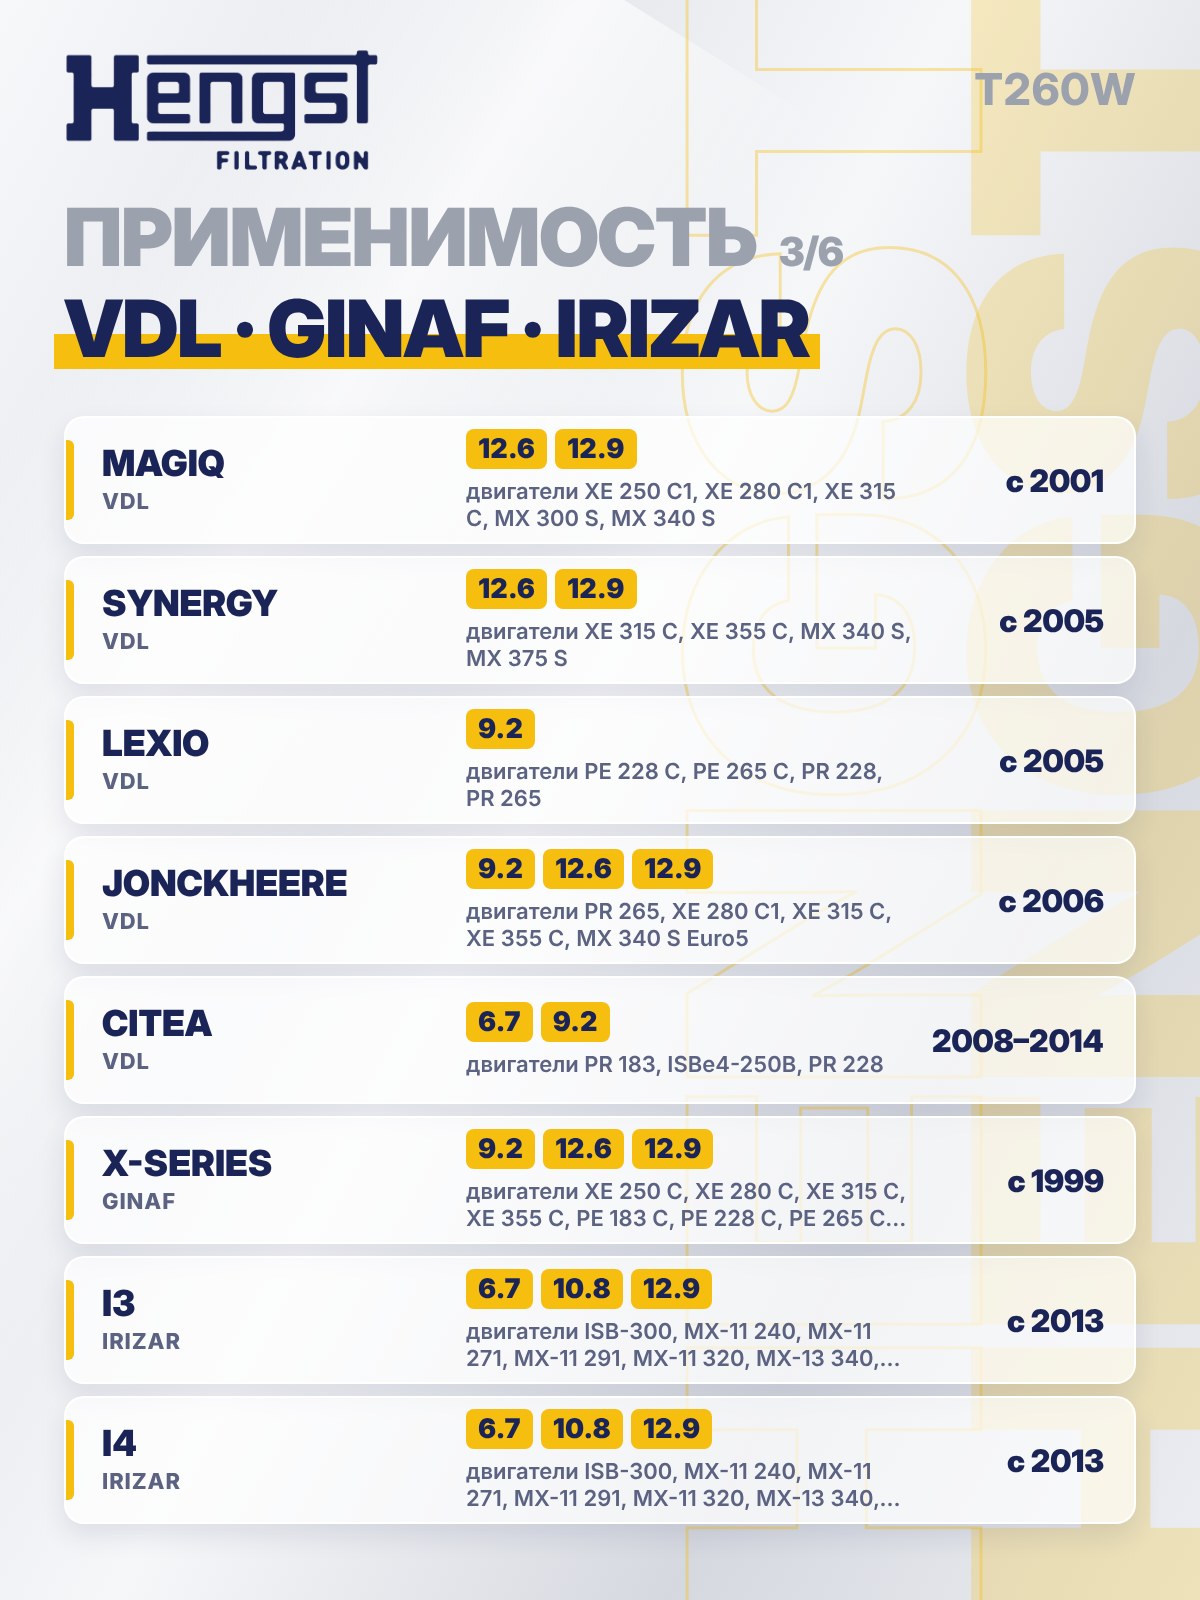 Hengst
FILTRATION
T260W
ПРИМЕНИМОСТЬ 3/6
VDL · GINAF · IRIZAR
MAGIQ
VDL
12.6 12.9
двигатели XE 250 C1, XE 280 C1, XE 315
C, MX 300 S, MX 340 S
с 2001
SYNERGY
VDL
12.6 12.9
двигатели XE 315 C, XE 355 C, MX 340 S,
MX 375 S
с 2005
LEXIO
VDL
9.2
двигатели PE 228 C, PE 265 C, PR 228,
PR 265
с 2005
JONCKHEERE
VDL
9.2 12.6 12.9
двигатели PR 265, XE 280 C1, XE 315 C,
XE 355 C, MX 340 S Euro5
с 2006
CITEA
VDL
6.7 9.2
двигатели PR 183, ISBe4-250B, PR 228
2008–2014
X-SERIES
GINAF
9.2 12.6 12.9
двигатели XE 250 C, XE 280 C, XE 315 C,
XE 355 C, PE 183 C, PE 228 C, PE 265 C...
с 1999
I3
IRIZAR
6.7 10.8 12.9
двигатели ISB-300, MX-11 240, MX-11
271, MX-11 291, MX-11 320, MX-13 340,...
с 2013
I4
IRIZAR
6.7 10.8 12.9
двигатели ISB-300, MX-11 240, MX-11
271, MX-11 291, MX-11 320, MX-13 340,...
с 2013
HENGST